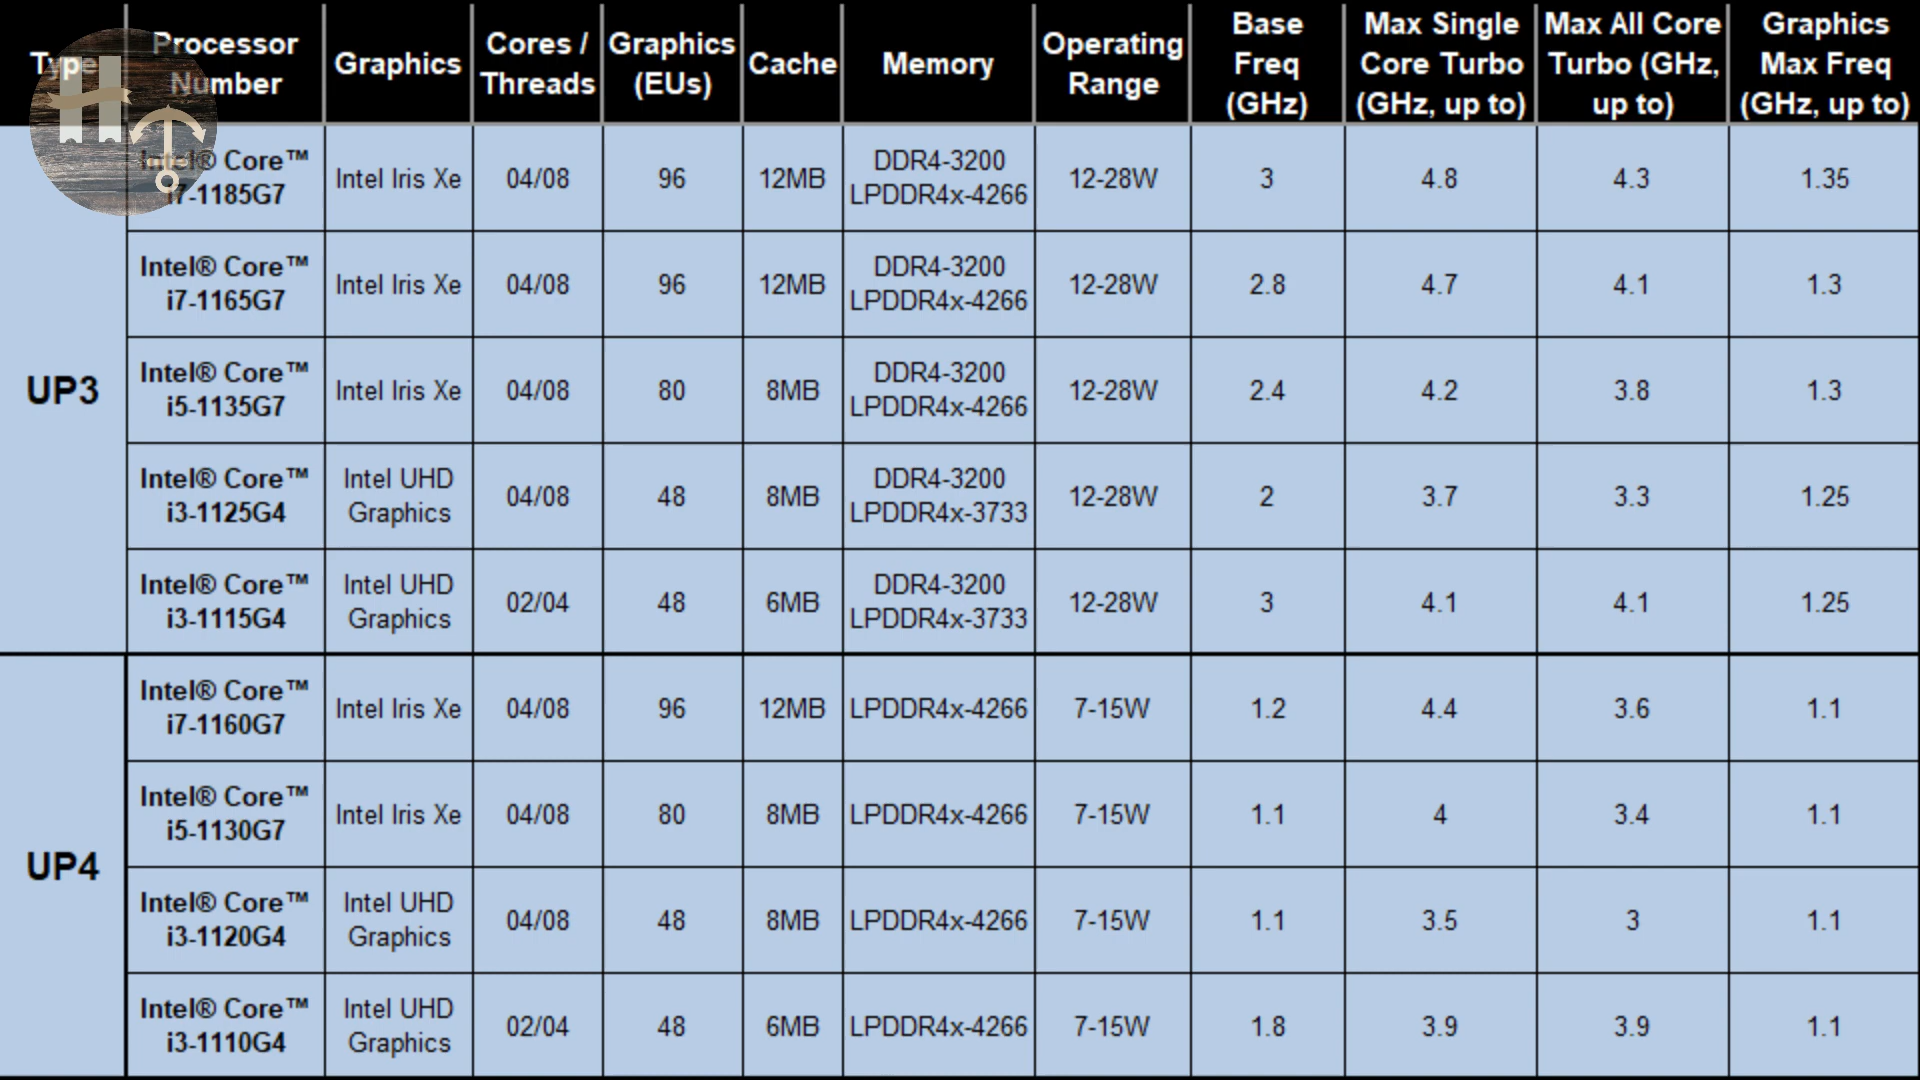 Type
Processor Number
Graphics
Cores / Threads
Graphics (EUs)
Cache
Memory
Operating Range
Base Freq (GHz)
Max Single Core Turbo (GHz, up to)
Max All Core Turbo (GHz, up to)
Graphics Max Freq (GHz, up to)
UP3
Intel® Core™ i7-1185G7
Intel Iris Xe
04/08
96
12MB
DDR4-3200
LPDDR4x-4266
12-28W
3
4.8
4.3
1.35
Intel® Core™ i7-1165G7
Intel Iris Xe
04/08
96
12MB
DDR4-3200
LPDDR4x-4266
12-28W
2.8
4.7
4.1
1.3
Intel® Core™ i5-1135G7
Intel Iris Xe
04/08
80
8MB
DDR4-3200
LPDDR4x-4266
12-28W
2.4
4.2
3.8
1.3
Intel® Core™ i3-1125G4
Intel UHD Graphics
04/08
48
8MB
DDR4-3200
LPDDR4x-3733
12-28W
2
3.7
3.3
1.25
Intel® Core™ i3-1115G4
Intel UHD Graphics
02/04
48
6MB
DDR4-3200
LPDDR4x-3733
12-28W
3
4.1
4.1
1.25
UP4
Intel® Core™ i7-1160G7
Intel Iris Xe
04/08
96
12MB
LPDDR4x-4266
7-15W
1.2
4.4
3.6
1.1
Intel® Core™ i5-1130G7
Intel Iris Xe
04/08
80
8MB
LPDDR4x-4266
7-15W
1.1
4
3.4
1.1
Intel® Core™ i3-1120G4
Intel UHD Graphics
04/08
48
8MB
LPDDR4x-4266
7-15W
1.1
3.5
3
1.1
Intel® Core™ i3-1110G4
Intel UHD Graphics
02/04
48
6MB
LPDDR4x-4266
7-15W
1.8
3.9
3.9
1.1